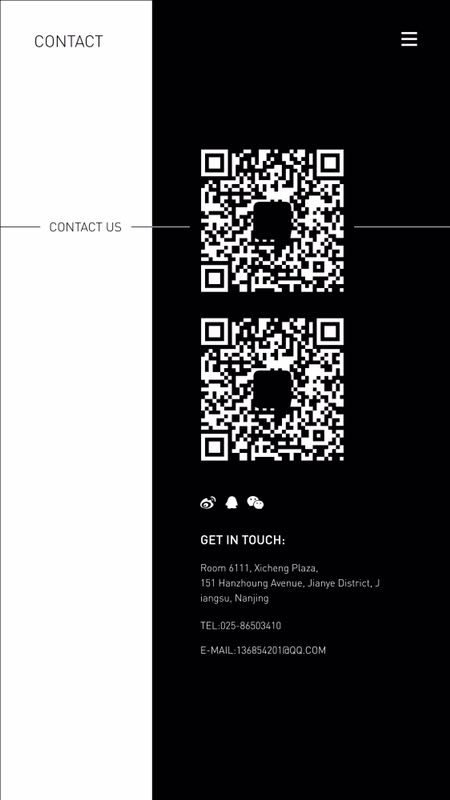 CONTACT
CONTACT US
GET IN TOUCH:
Room 6111, Xicheng Plaza,
151 Hanzhoung Avenue, Jianye District, J
iangsu, Nanjing
TEL:025-86503410
E-MAIL:136854201@QQ.COM